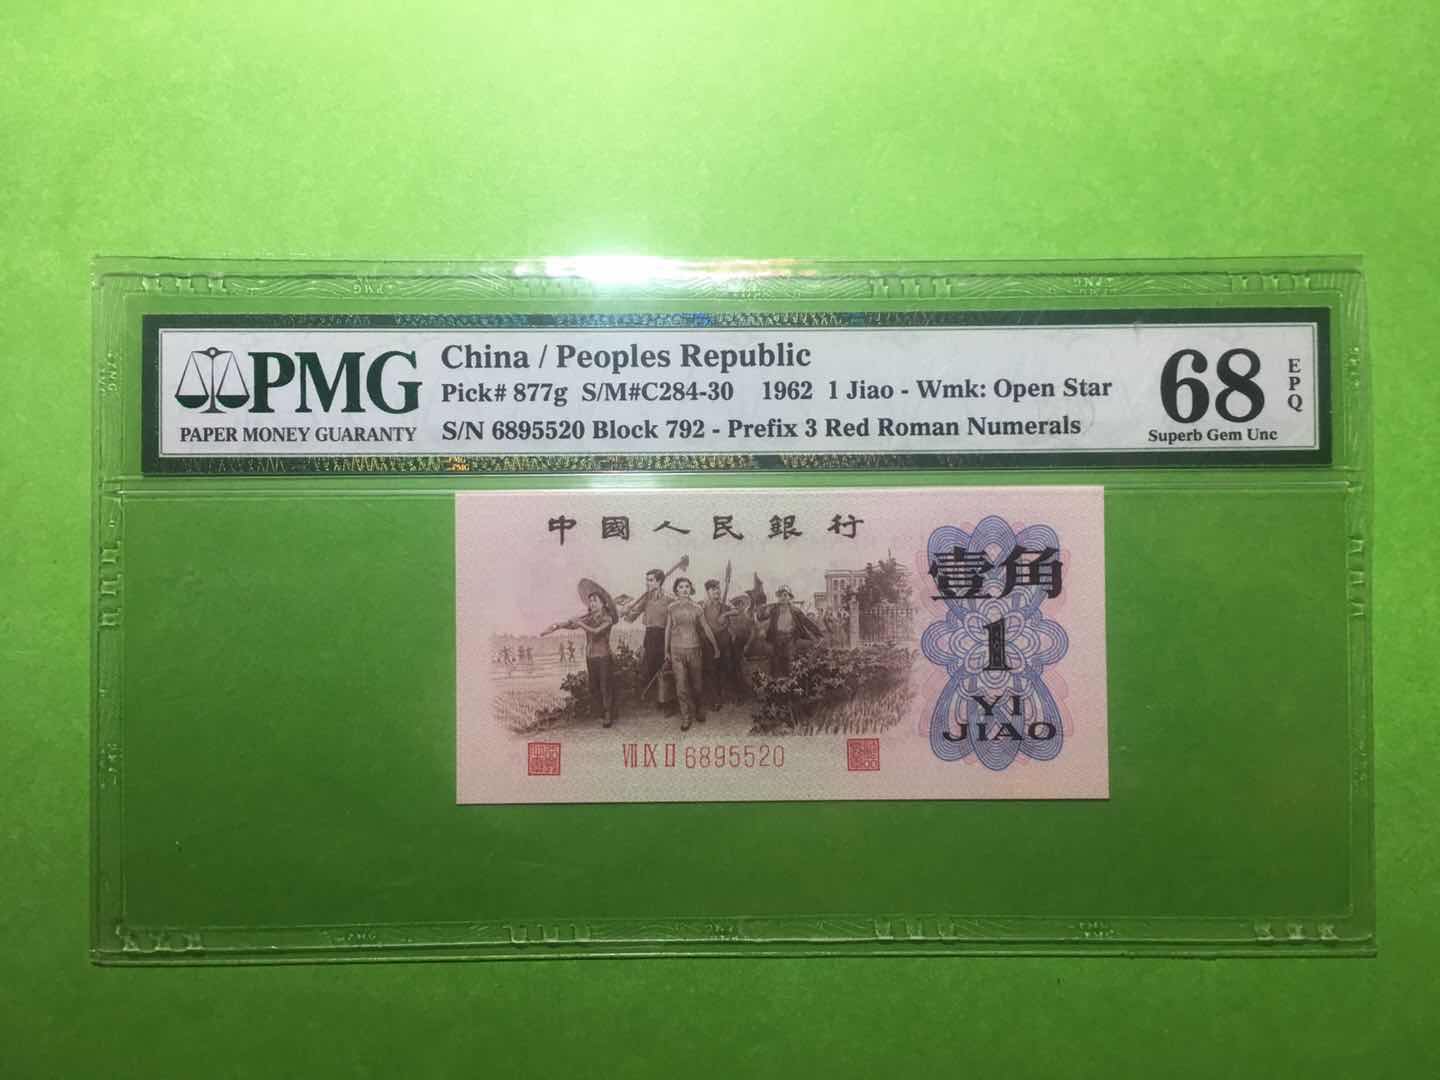 PMG
PAPER MONEY GUARANTY
China / Peoples Republic
Pick# 877g S/M#C284-30 1962 1 Jiao - Wmk: Open Star
S/N 6895520 Block 792 - Prefix 3 Red Roman Numerals
68
EPQ
Superb Gem Unc
中國人民銀行
壹角
1
YI
JIAO
VII IX II 6895520